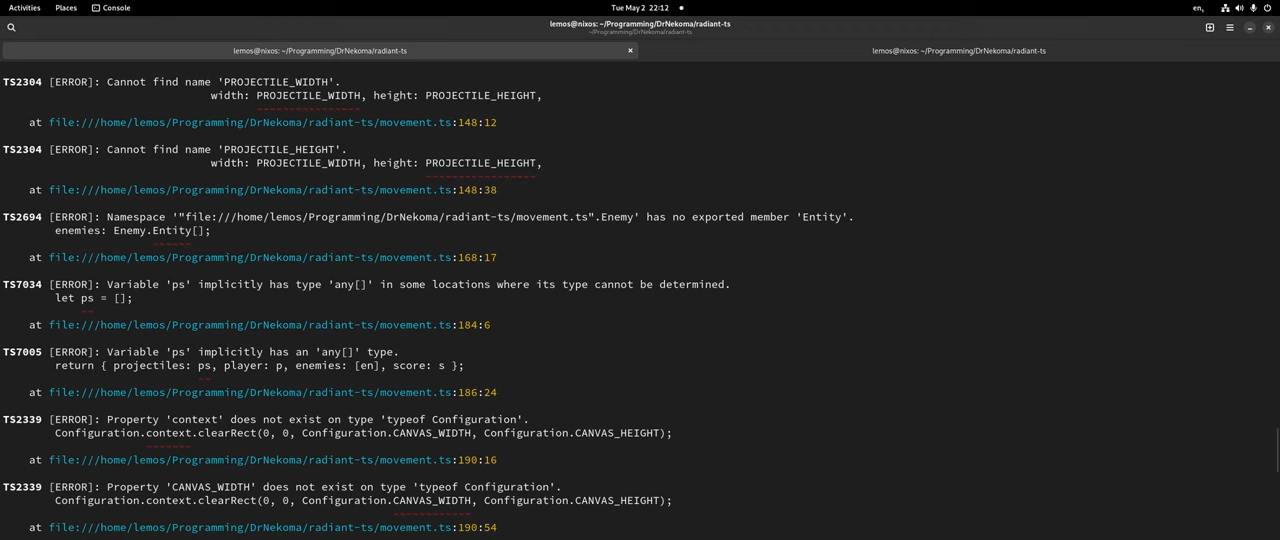 Activities Places Console Tue May 2 22:12 en,
lemos@nixos: ~/Programming/DrNekoma/radiant-ts
~/Programming/DrNekoma/radiant-ts
lemos@nixos: ~/Programming/DrNekoma/radiant-ts lemos@nixos: ~/Programming/DrNekoma/radiant-ts
TS2304 [ERROR]: Cannot find name 'PROJECTILE_WIDTH'.
width: PROJECTILE_WIDTH, height: PROJECTILE_HEIGHT,
~~~~~~~~~~~~~~~~
at file:///home/lemos/Programming/DrNekoma/radiant-ts/movement.ts:148:12
TS2304 [ERROR]: Cannot find name 'PROJECTILE_HEIGHT'.
width: PROJECTILE_WIDTH, height: PROJECTILE_HEIGHT,
~~~~~~~~~~~~~~~~~
at file:///home/lemos/Programming/DrNekoma/radiant-ts/movement.ts:148:38
TS2694 [ERROR]: Namespace '"file:///home/lemos/Programming/DrNekoma/radiant-ts/movement.ts".Enemy' has no exported member 'Entity'.
enemies: Enemy.Entity[];
~~~~~~
at file:///home/lemos/Programming/DrNekoma/radiant-ts/movement.ts:168:17
TS7034 [ERROR]: Variable 'ps' implicitly has type 'any[]' in some locations where its type cannot be determined.
let ps = [];
~~
at file:///home/lemos/Programming/DrNekoma/radiant-ts/movement.ts:184:6
TS7005 [ERROR]: Variable 'ps' implicitly has an 'any[]' type.
return { projectiles: ps, player: p, enemies: [en], score: s };
~~
at file:///home/lemos/Programming/DrNekoma/radiant-ts/movement.ts:186:24
TS2339 [ERROR]: Property 'context' does not exist on type 'typeof Configuration'.
Configuration.context.clearRect(0, 0, Configuration.CANVAS_WIDTH, Configuration.CANVAS_HEIGHT);
~~~~~~~
at file:///home/lemos/Programming/DrNekoma/radiant-ts/movement.ts:190:16
TS2339 [ERROR]: Property 'CANVAS_WIDTH' does not exist on type 'typeof Configuration'.
Configuration.context.clearRect(0, 0, Configuration.CANVAS_WIDTH, Configuration.CANVAS_HEIGHT);
~~~~~~~~~~~~
at file:///home/lemos/Programming/DrNekoma/radiant-ts/movement.ts:190:54